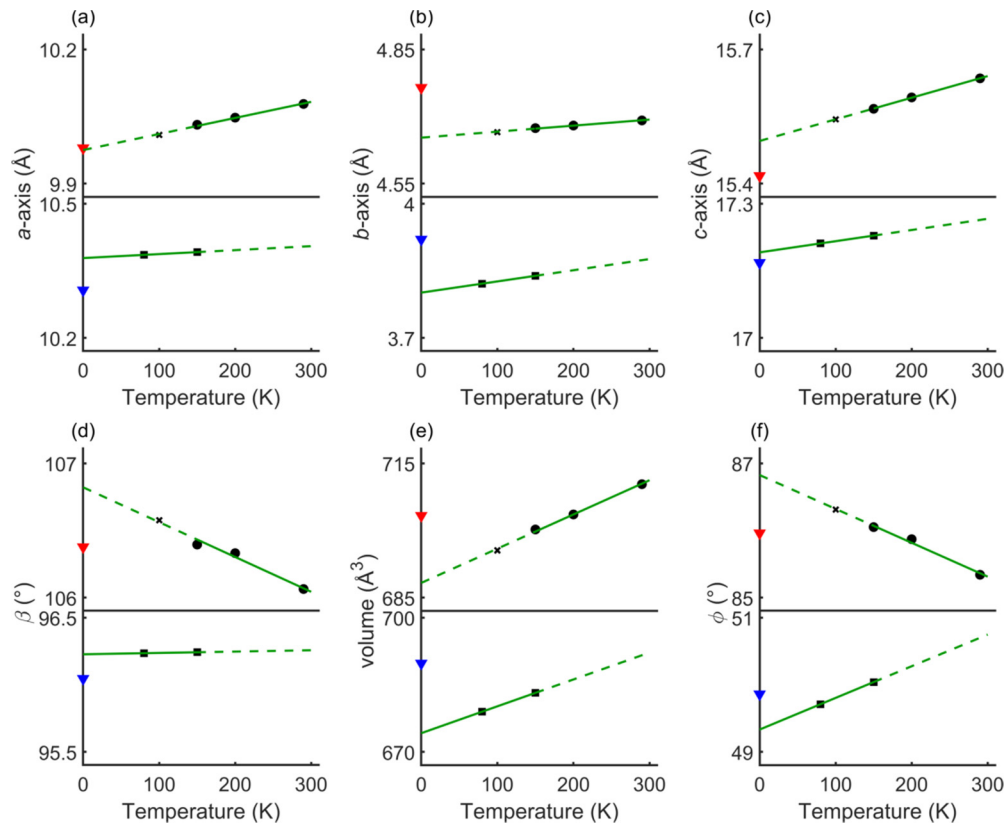 (a)
10.2
9.9
10.5
10.2
a-axis (Å)
0 100 200 300
Temperature (K)
(b)
4.85
4.55
4
3.7
b-axis (Å)
0 100 200 300
Temperature (K)
(c)
15.7
15.4
17.3
17
c-axis (Å)
0 100 200 300
Temperature (K)
(d)
107
106
96.5
95.5
β (°)
0 100 200 300
Temperature (K)
(e)
715
685
700
670
volume (Å³)
0 100 200 300
Temperature (K)
(f)
87
85
51
49
ϕ (°)
0 100 200 300
Temperature (K)